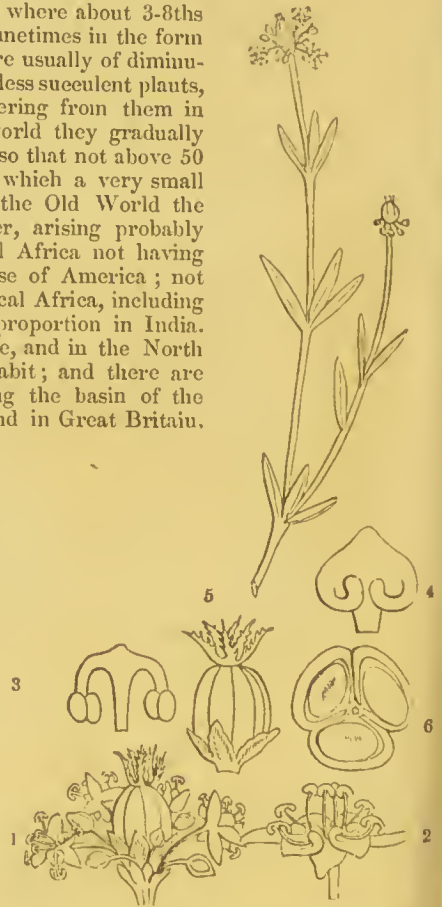 where about 3-8ths
metimes in the form
re usually of diminu-
less succulent plants,
ering from them in
orld they gradually
so that not above 50
which a very small
the Old World the
er, arising probably
l Africa not having
se of America ; not
cal Africa, including
proportion in India.
e, and in the North
abit ; and there are
ng the basin of the
nd in Great Britain.
5
4
3
6
1
2